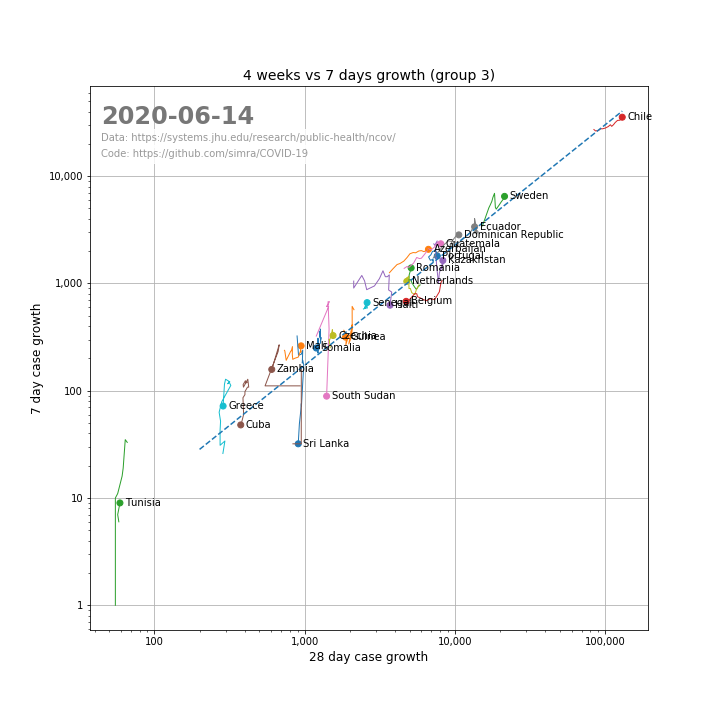 4 weeks vs 7 days growth (group 3)
2020-06-14
Data: https://systems.jhu.edu/research/public-health/ncov/
Code: https://github.com/simra/COVID-19
Chile
10,000
Sweden
Ecuador
Dominican Republic
Guatemala
Azerbaijan
Portugal
Kazakhstan
Romania
Netherlands
1,000
Belgium
Senegal
Haiti
Czechia
Guinea
Mali
Somalia
Zambia
100
South Sudan
Greece
Cuba
Sri Lanka
10
Tunisia
1
7 day case growth
100
1,000
10,000
100,000
28 day case growth